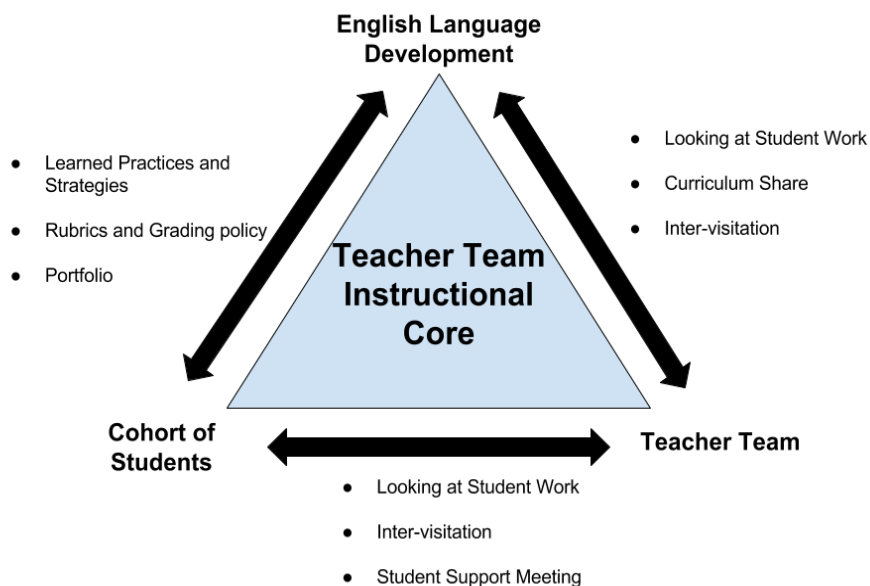 English Language
Development
● Learned Practices and
Strategies
● Rubrics and Grading policy
● Portfolio
● Looking at Student Work
● Curriculum Share
● Inter-visitation
Teacher Team
Instructional
Core
Cohort of
Students
Teacher Team
● Looking at Student Work
● Inter-visitation
● Student Support Meeting